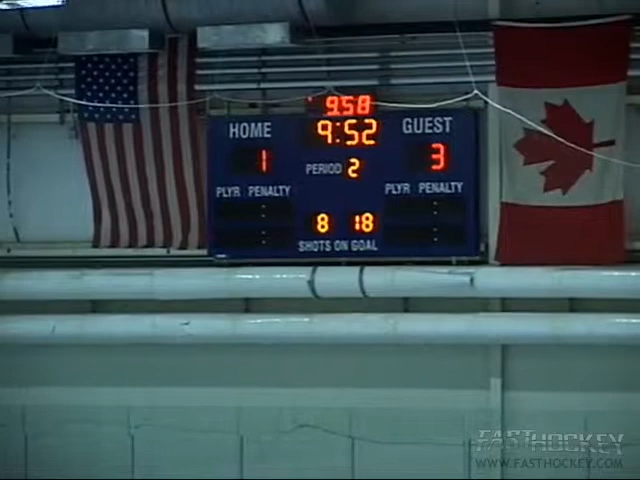 9:58
HOME 9:52 GUEST
1 PERIOD 2 3
PLYR PENALTY PLYR PENALTY
8 18
SHOTS ON GOAL
FASTHOCKEY
WWW.FASTHOCKEY.COM